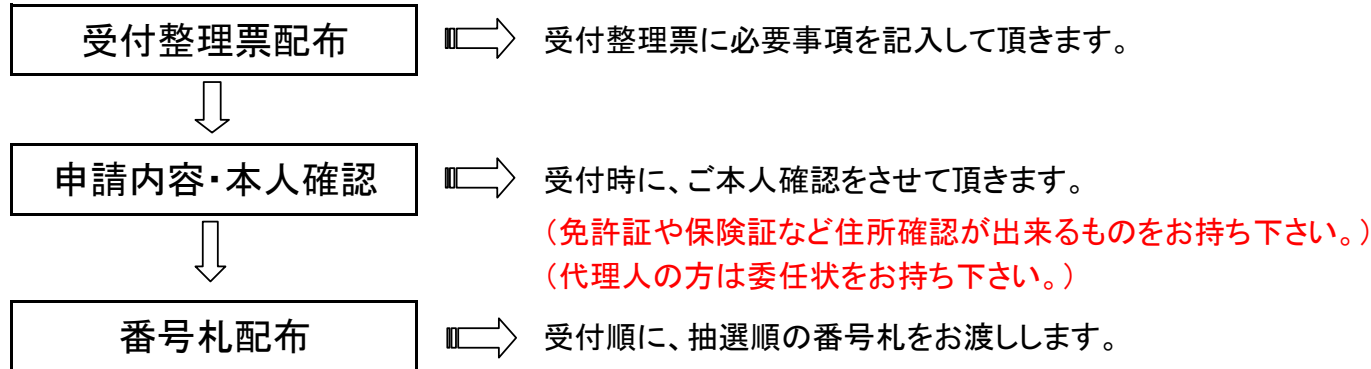 受付整理票配布
受付整理票に必要事項を記入して頂きます。
申請内容・本人確認
受付時に、ご本人確認をさせて頂きます。
（免許証や保険証など住所確認が出来るものをお持ち下さい。）
（代理人の方は委任状をお持ち下さい。）
番号札配布
受付順に、抽選順の番号札をお渡しします。